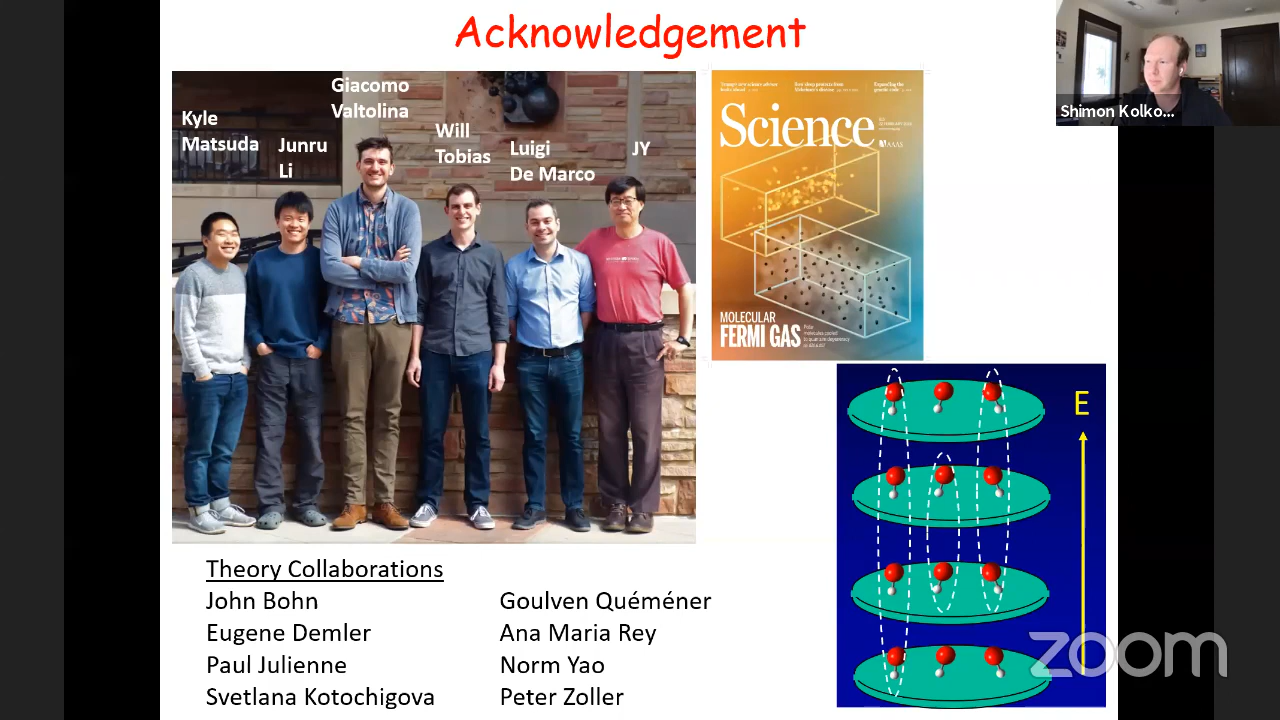 Acknowledgement
Shimon Kolko...
Giacomo
Valtolina
Kyle
Matsuda
Junru
Li
Will
Tobias
Luigi
De Marco
JY
Science
AAAS
MOLECULAR
FERMI GAS
E
zoom
Theory Collaborations
John Bohn
Eugene Demler
Paul Julienne
Svetlana Kotochigova
Goulven Quéméner
Ana Maria Rey
Norm Yao
Peter Zoller